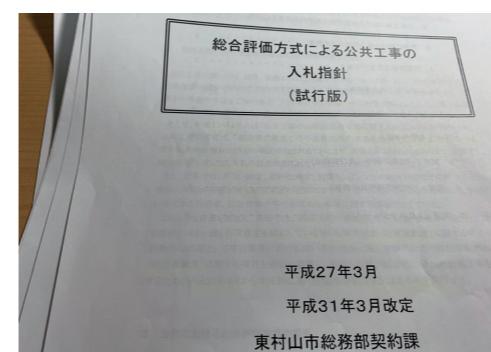 総合評価方式による公共工事の
入札指針
(試行版)
平成27年3月
平成31年3月改定
東村山市総務部契約課